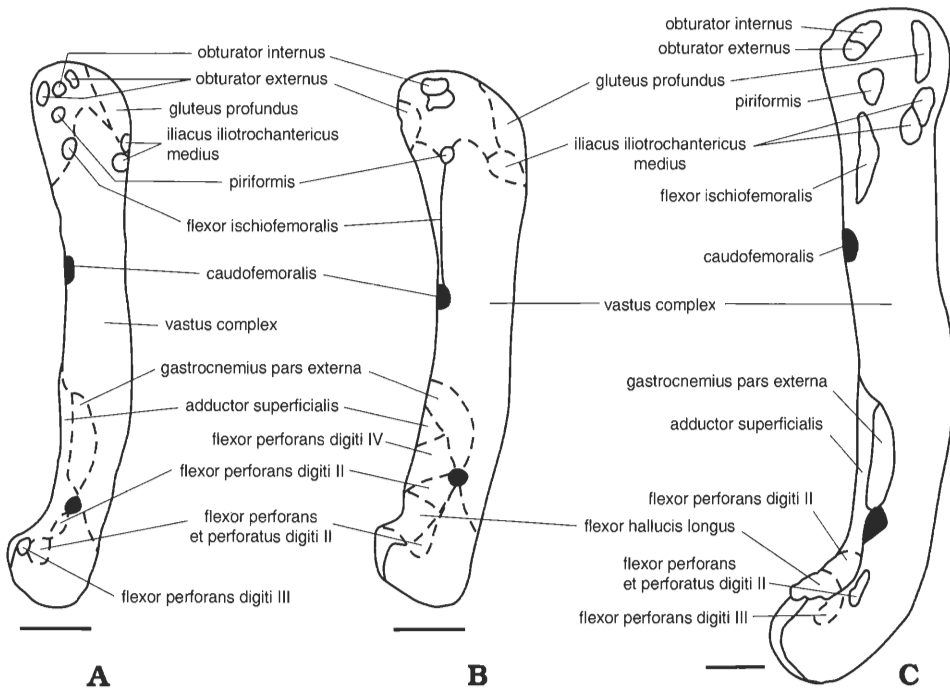 obturator internus
obturator externus
gluteus profundus
iliacus iliotrochantericus
medius
piriformis
flexor ischiofemoralis
caudofemoralis
vastus complex
gastrocnemius pars externa
adductor superficialis
flexor perforans digiti IV
flexor perforans digiti II
flexor perforans
et perforatus digiti II
flexor hallucis longus
flexor perforans digiti III
obturator internus
obturator externus
gluteus profundus
piriformis
iliacus iliotrochantericus
medius
flexor ischiofemoralis
caudofemoralis
vastus complex
gastrocnemius pars externa
adductor superficialis
flexor perforans digiti II
flexor perforans
et perforatus digiti II
flexor perforans digiti III
A
B
C